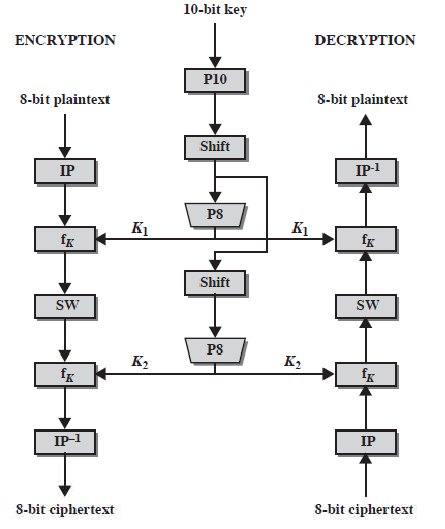 10-bit key
ENCRYPTION
DECRYPTION
P10
8-bit plaintext
8-bit plaintext
Shift
IP
IP-1
P8
K1
K1
fK
fK
Shift
SW
SW
P8
K2
K2
fK
fK
IP–1
IP
8-bit ciphertext
8-bit ciphertext